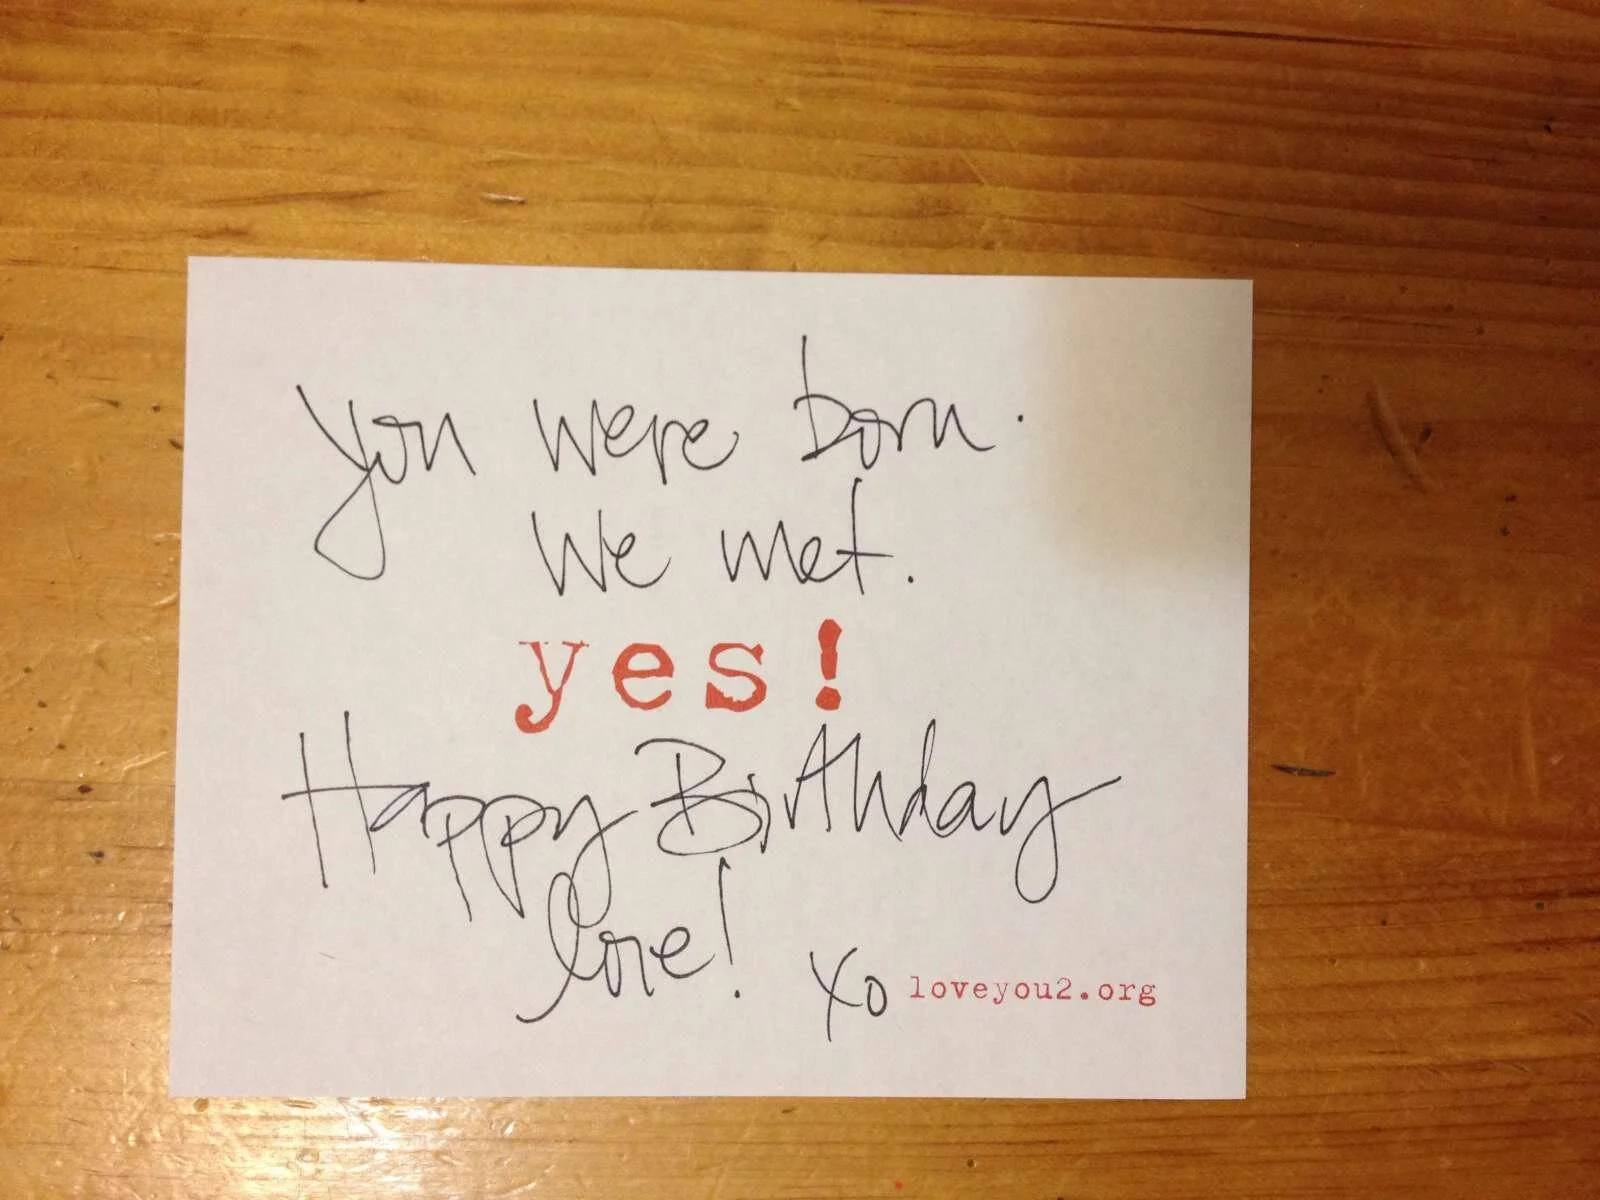 you were born.
We met.
yes!
Happy Birthday
love!
xo loveyou2.org